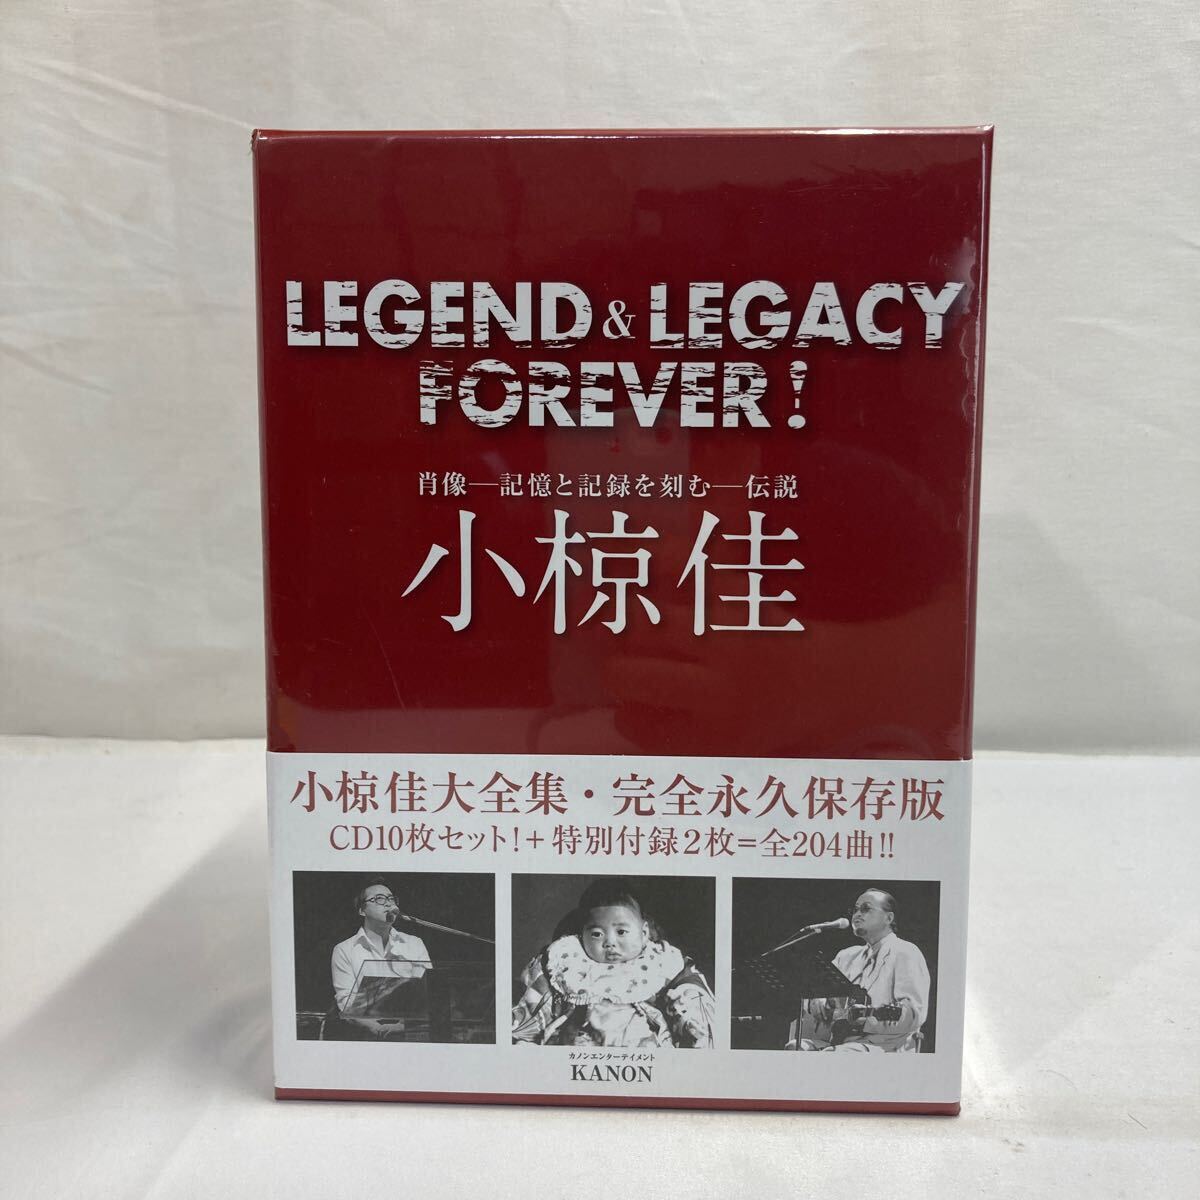 LEGEND & LEGACY
FOREVER!
肖像―記憶と記録を刻む―伝説
小椋佳
小椋佳大全集・完全永久保存版
CD10枚セット!+特別付録2枚=全204曲!!
カノンエンターテイメント
KANON